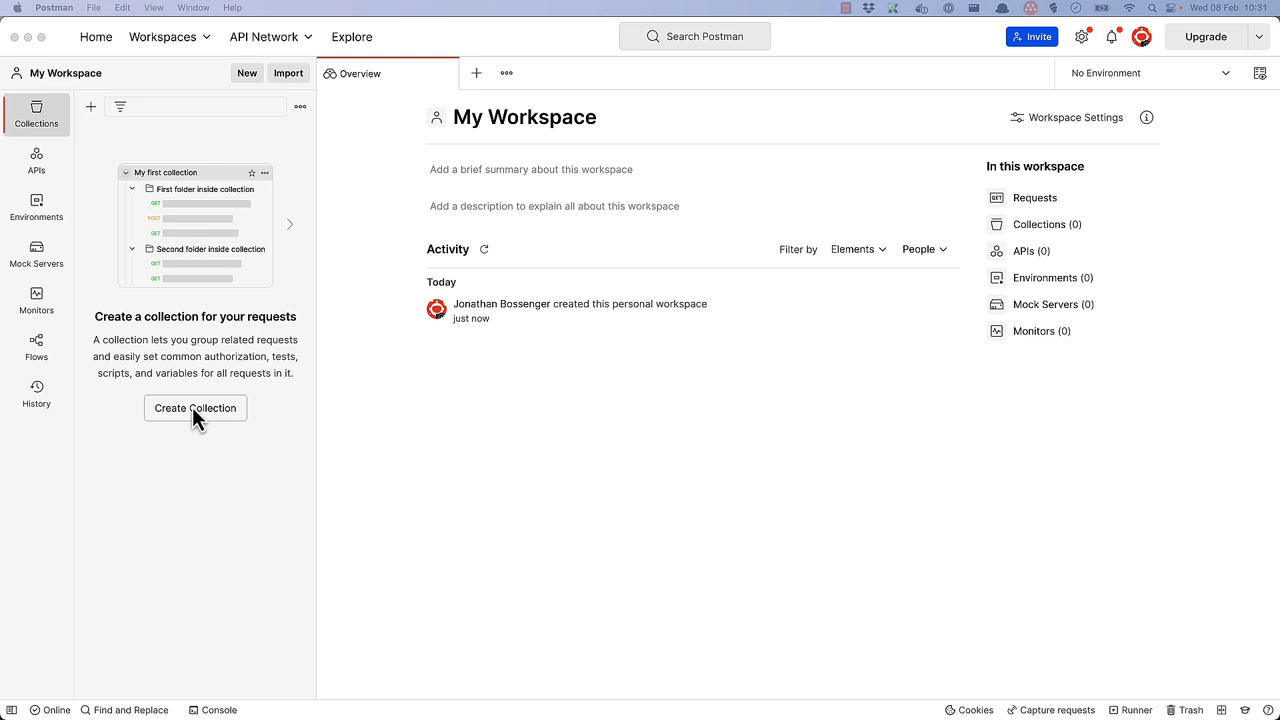 Postman File Edit View Window Help
Wed 08 Feb 10:31
Home Workspaces API Network Explore
Search Postman
Invite
Upgrade
My Workspace
New Import
Overview
No Environment
Collections
APIs
Environments
Mock Servers
Monitors
Flows
History
My first collection
First folder inside collection
GET
POST
GET
Second folder inside collection
GET
GET
Create a collection for your requests
A collection lets you group related requests
and easily set common authorization, tests,
scripts, and variables for all requests in it.
Create Collection
My Workspace
Workspace Settings
Add a brief summary about this workspace
Add a description to explain all about this workspace
Activity
Filter by Elements People
Today
Jonathan Bossenger created this personal workspace
just now
In this workspace
GET Requests
Collections (0)
APIs (0)
Environments (0)
Mock Servers (0)
Monitors (0)
Online Find and Replace Console
Cookies Capture requests Runner Trash